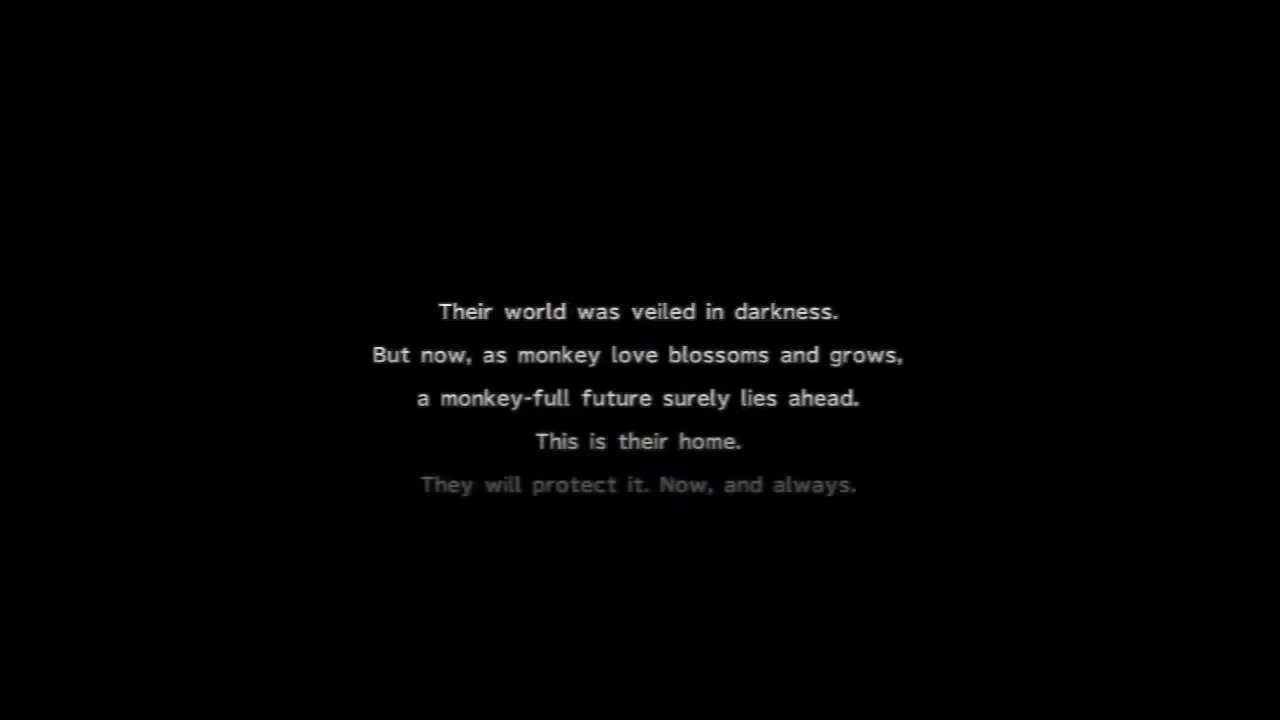 Their world was veiled in darkness.
But now, as monkey love blossoms and grows,
a monkey-full future surely lies ahead.
This is their home.
They will protect it. Now, and always.